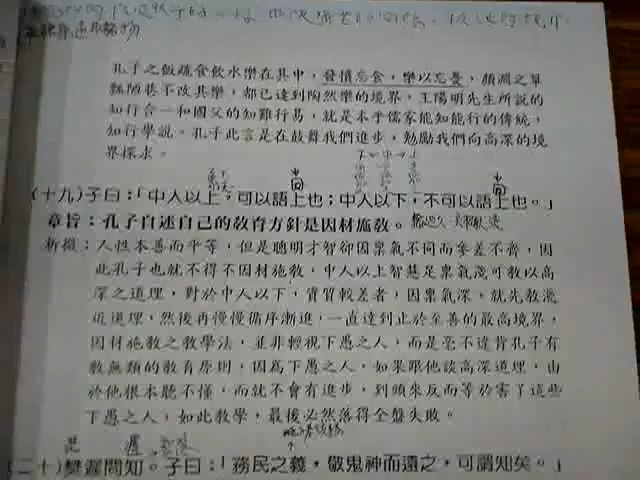 孔子之飯疏食飲水樂在其中，發憤忘食，樂以忘憂，顏淵之簞
瓢陋巷不改其樂，都已達到陶然樂的境界，王陽明先生所說的
知行合一和國父的知難行易，就是本乎儒家能知能行的傳統，
知行學說。孔子此言是在鼓舞我們進步，勉勵我們向高深的境
界探求。
(十九)子曰：「中人以上，可以語上也；中人以下，不可以語上也。」
章旨：孔子自述自己的教育方針是因材施教。
析微：人性本善而平等，但是聰明才智卻因稟氣不同而參差不齊，因
此孔子也就不得不因材施教，中人以上智慧足稟氣淺可教以高
深之道理，對於中人以下，資質較差者，因稟氣深，就先教淺
近道理，然後再慢慢循序漸進，一直達到止於至善的最高境界，
因材施教之教學法，並非輕視下愚之人，而是毫不違背孔子有
教無類的教育原則，因為下愚之人，如果跟他談高深道理，由
於他根本聽不懂，而就不會有進步，到頭來反而等於害了這些
下愚之人，如此教學，最後必然落得全盤失敗。
(二十)樊遲問知。子曰：「務民之義，敬鬼神而遠之，可謂知矣。」